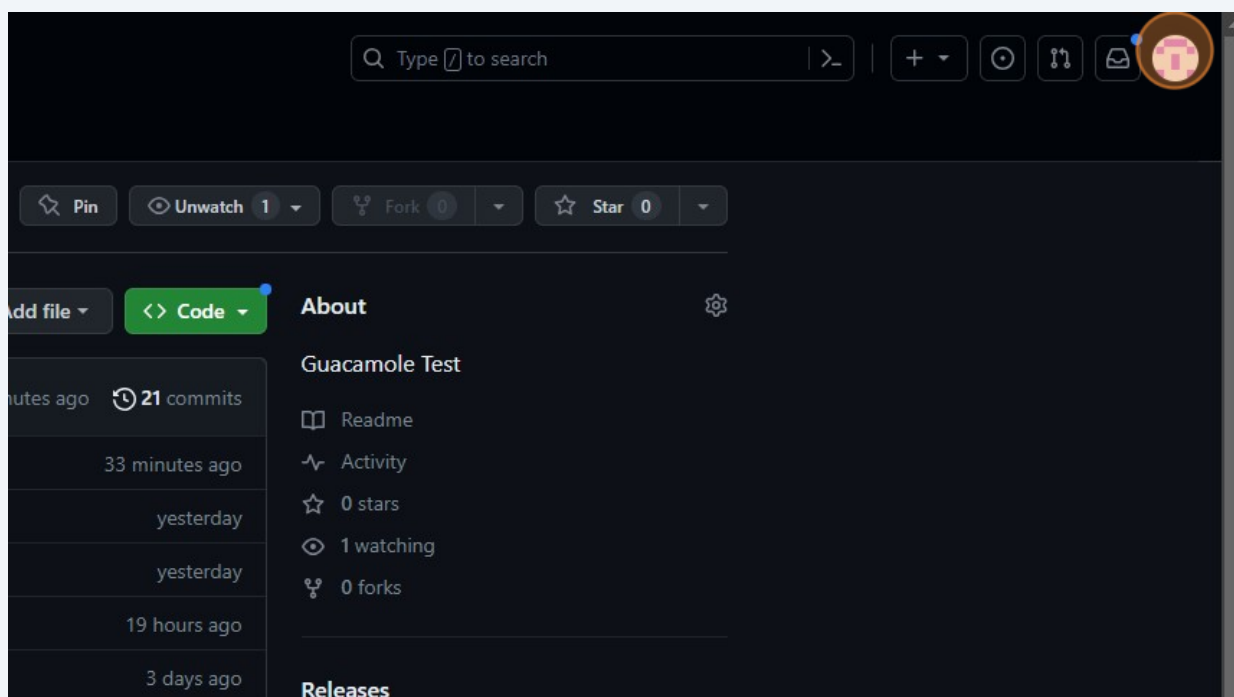 Type / to search
Pin
Unwatch 1
Fork 0
Star 0
Add file
Code
About
Guacamole Test
utes ago 21 commits
Readme
33 minutes ago
Activity
0 stars
yesterday
1 watching
yesterday
0 forks
19 hours ago
3 days ago
Releases